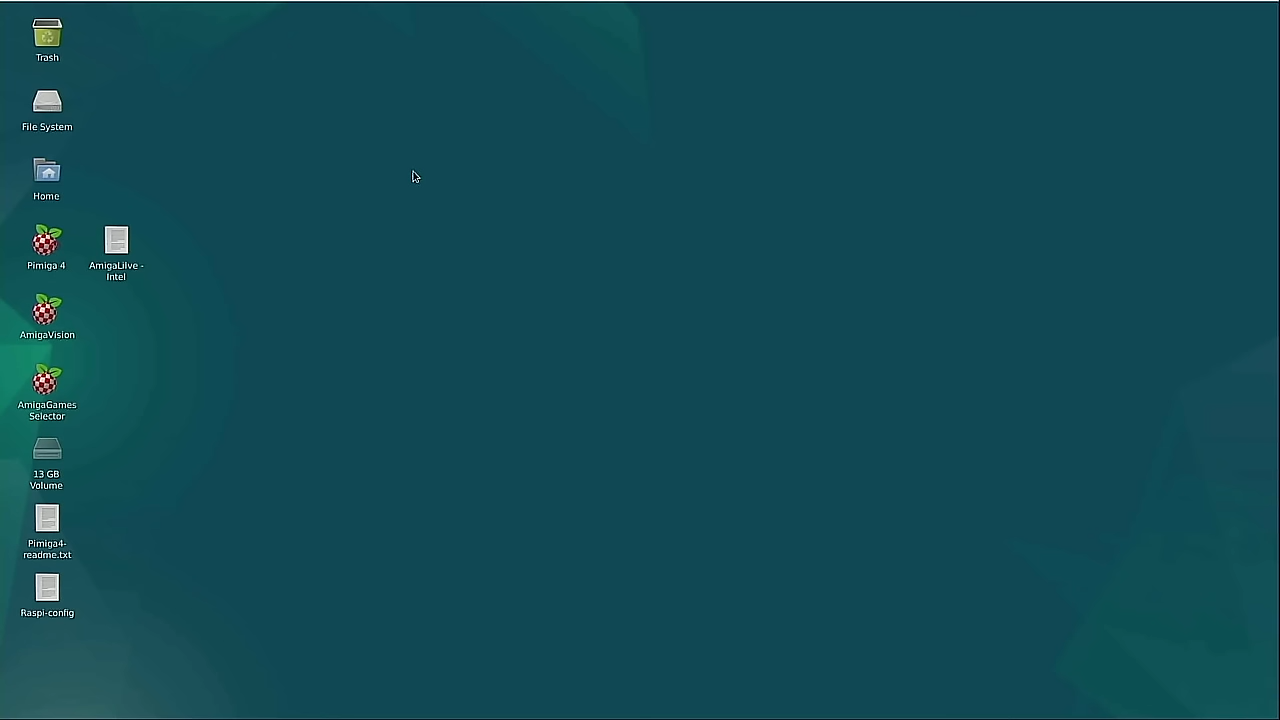 Trash
File System
Home
Pimiga 4
AmigaLiIve -
Intel
AmigaVision
AmigaGames
Selector
13 GB
Volume
Pimiga4-
readme.txt
Raspi-config